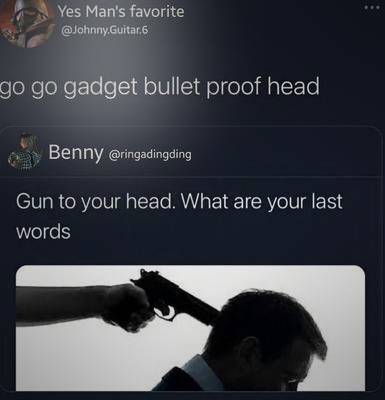 Yes Man's favorite
@Johnny.Guitar.6
go go gadget bullet proof head
Benny @ringadingding
Gun to your head. What are your last
words